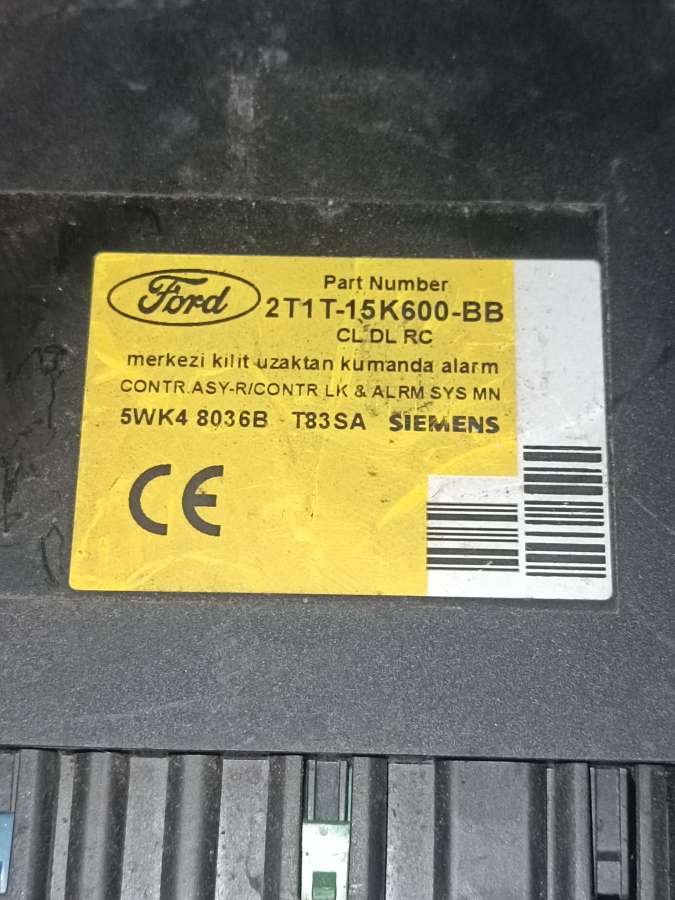 Ford
Part Number
2T1T-15K600-BB
CL DL RC
merkezi kilit uzaktan kumanda alarm
CONTR.ASY-R/CONTR LK & ALRM SYS MN
5WK4 8036B T83SA SIEMENS
CE